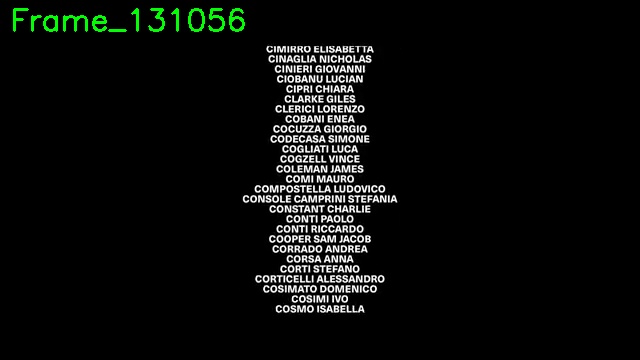 Frame_131056
CIMIRRO ELISABETTA
CINAGLIA NICHOLAS
CINIERI GIOVANNI
CIOBANU LUCIAN
CIPRI CHIARA
CLARKE GILES
CLERICI LORENZO
COBANI ENEA
COCUZZA GIORGIO
CODECASA SIMONE
COGLIATI LUCA
COGZELL VINCE
COLEMAN JAMES
COMI MAURO
COMPOSTELLA LUDOVICO
CONSOLE CAMPRINI STEFANIA
CONSTANT CHARLIE
CONTI PAOLO
CONTI RICCARDO
COOPER SAM JACOB
CORRADO ANDREA
CORSA ANNA
CORTI STEFANO
CORTICELLI ALESSANDRO
COSIMATO DOMENICO
COSIMI IVO
COSMO ISABELLA